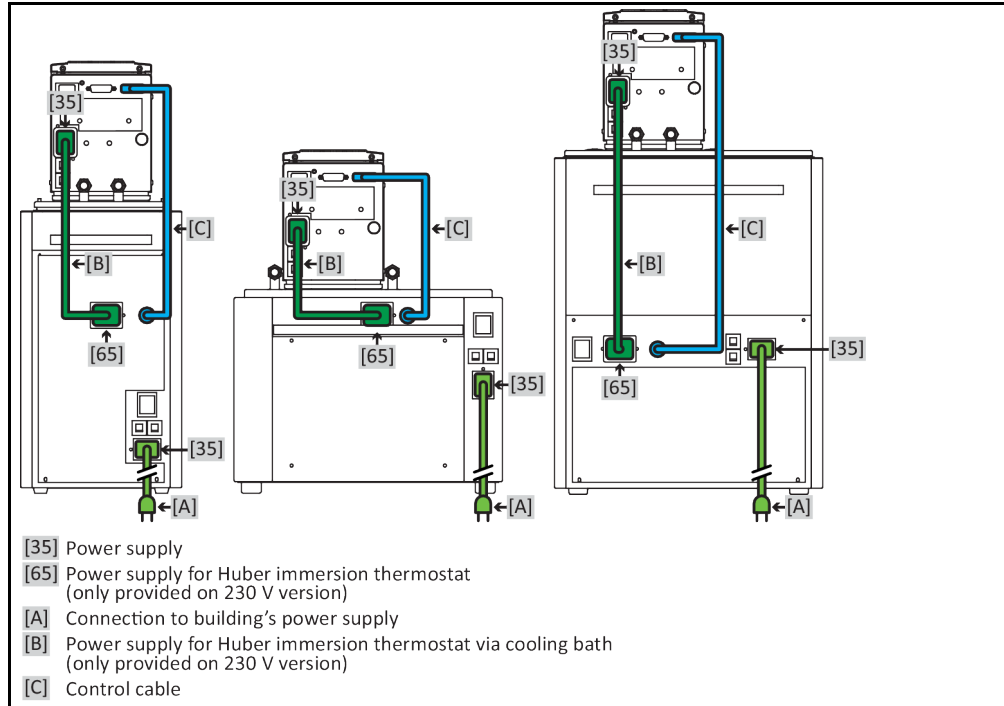 [35]
[C]
[B]
[65]
[35]
[A]
[35]
[C]
[B]
[65]
[35]
[A]
[35]
[C]
[B]
[35]
[65]
[A]
[35] Power supply
[65] Power supply for Huber immersion thermostat
(only provided on 230 V version)
[A] Connection to building’s power supply
[B] Power supply for Huber immersion thermostat via cooling bath
(only provided on 230 V version)
[C] Control cable